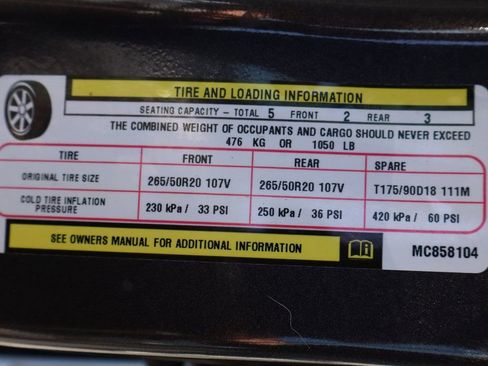 TIRE AND LOADING INFORMATION
SEATING CAPACITY – TOTAL 5 FRONT 2 REAR 3
THE COMBINED WEIGHT OF OCCUPANTS AND CARGO SHOULD NEVER EXCEED
476 KG OR 1050 LB
TIRE FRONT REAR SPARE
ORIGINAL TIRE SIZE 265/50R20 107V 265/50R20 107V T175/90D18 111M
COLD TIRE INFLATION PRESSURE 230 kPa / 33 PSI 250 kPa / 36 PSI 420 kPa / 60 PSI
SEE OWNERS MANUAL FOR ADDITIONAL INFORMATION MC858104